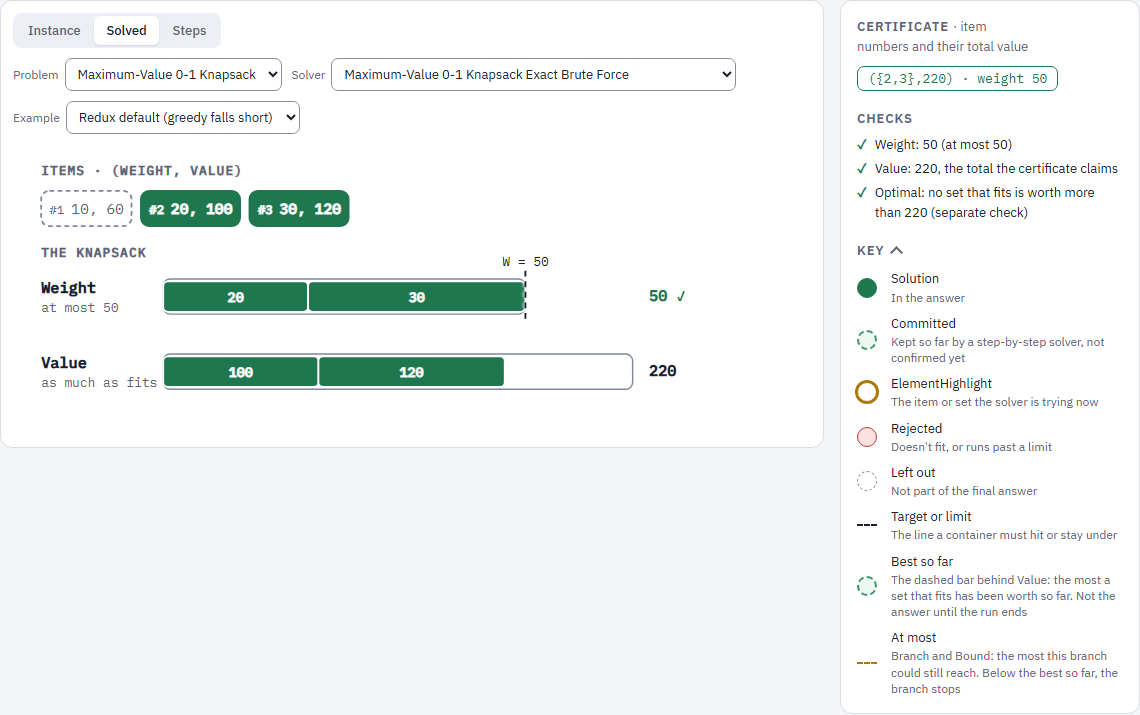 Instance Solved Steps
Problem Maximum-Value 0-1 Knapsack Solver Maximum-Value 0-1 Knapsack Exact Brute Force
Example Redux default (greedy falls short)
ITEMS · (WEIGHT, VALUE)
#1 10, 60 #2 20, 100 #3 30, 120
THE KNAPSACK
W = 50
Weight
at most 50
20 30 50 ✓
Value
as much as fits
100 120 220
CERTIFICATE · item
numbers and their total value
({2,3},220) · weight 50
CHECKS
✓ Weight: 50 (at most 50)
✓ Value: 220, the total the certificate claims
✓ Optimal: no set that fits is worth more
than 220 (separate check)
KEY
Solution
In the answer
Committed
Kept so far by a step-by-step solver, not
confirmed yet
ElementHighlight
The item or set the solver is trying now
Rejected
Doesn't fit, or runs past a limit
Left out
Not part of the final answer
Target or limit
The line a container must hit or stay under
Best so far
The dashed bar behind Value: the most a
set that fits has been worth so far. Not the
answer until the run ends
At most
Branch and Bound: the most this branch
could still reach. Below the best so far, the
branch stops